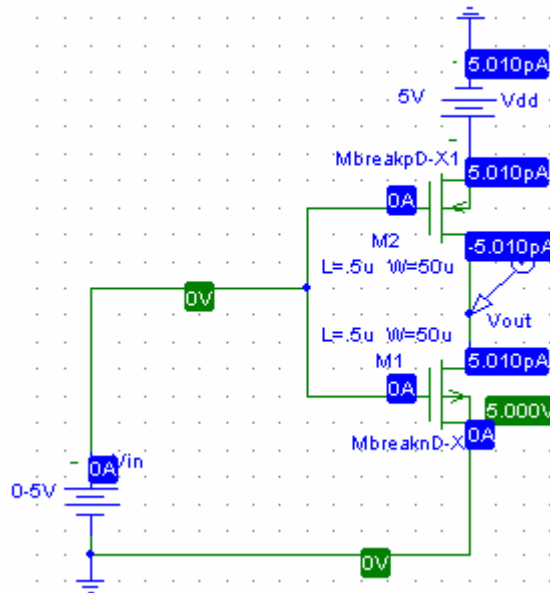 5.010pA
5V
Vdd
MbreakpD-X1
5.010pA
0A
M2
-5.010pA
L=.5u W=50u
0V
Vout
L=.5u W=50u
M1
5.010pA
0A
5.000V
MbreaknD-X
0A
0A
Vin
0-5V
0V